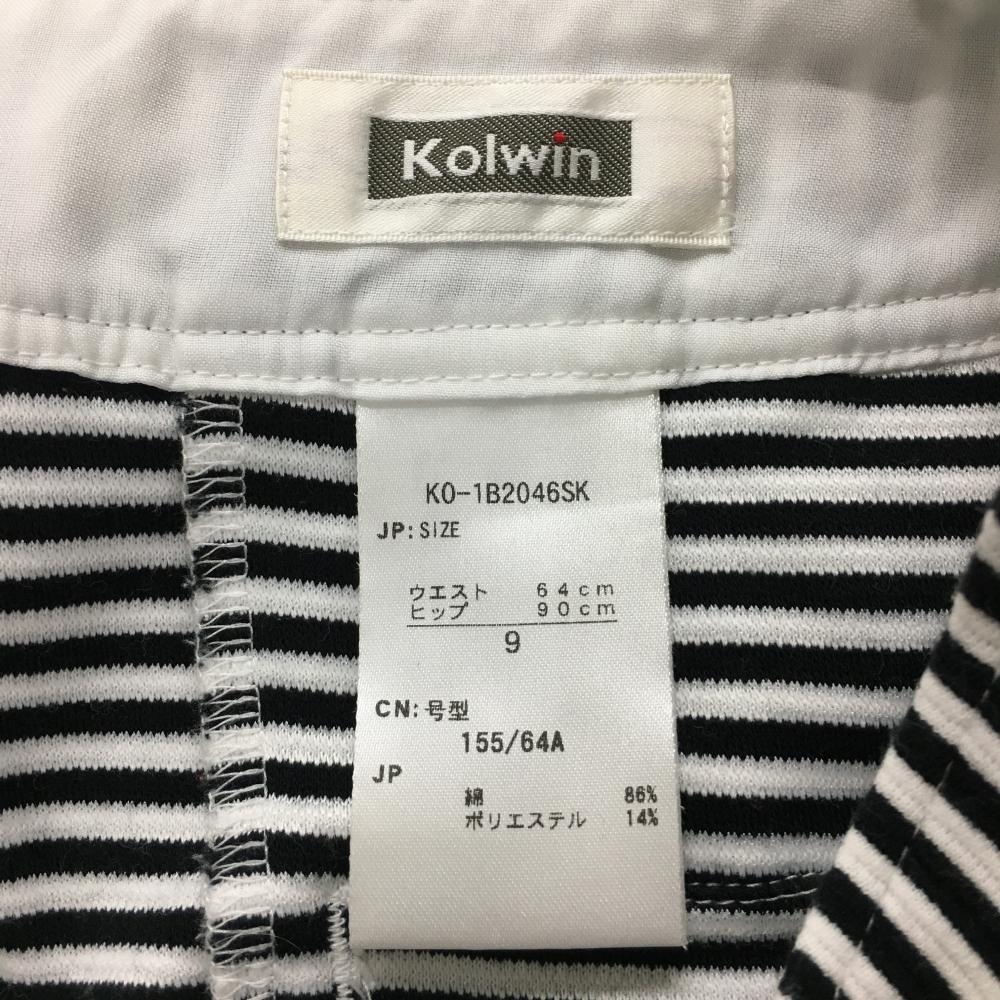 Kolwin
KO-1B2046SK
JP: SIZE
ウエスト 64cm
ヒップ 90cm
9
CN: 号型
155/64A
JP
綿 86%
ポリエステル 14%